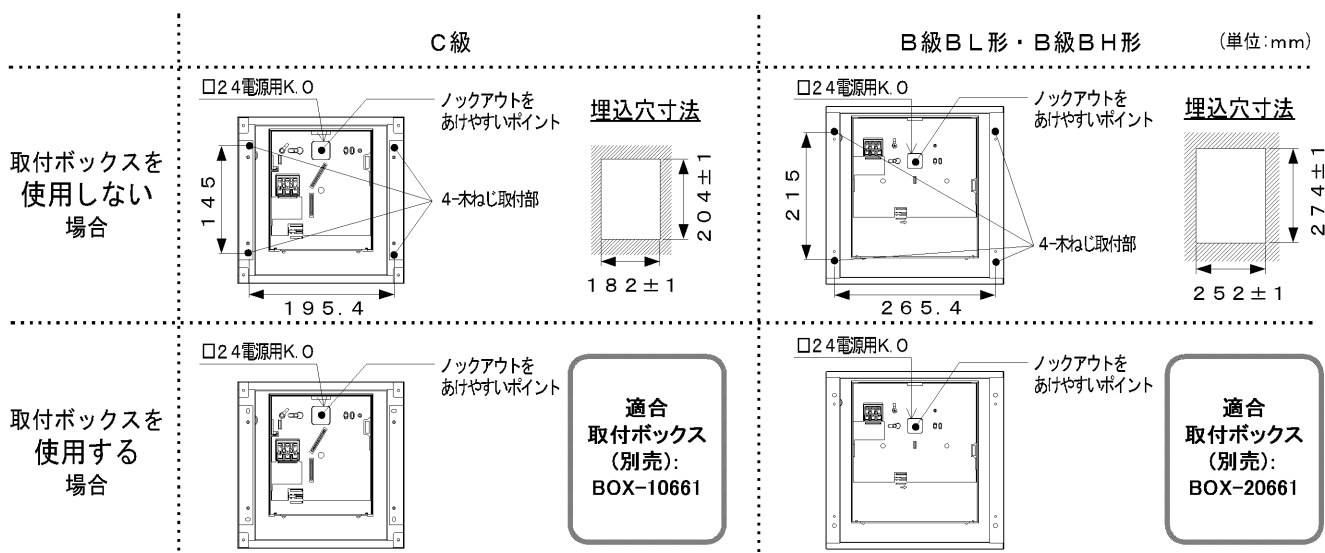 C級
B級BL形・B級BH形
(単位:mm)
取付ボックスを
使用しない
場合
□24電源用K.O
ノックアウトを
あけやすいポイント
埋込穴寸法
145
4-木ねじ取付部
204±1
182±1
195.4
□24電源用K.O
ノックアウトを
あけやすいポイント
埋込穴寸法
215
4-木ねじ取付部
274±1
252±1
265.4
取付ボックスを
使用する
場合
□24電源用K.O
ノックアウトを
あけやすいポイント
適合
取付ボックス
(別売):
BOX-10661
□24電源用K.O
ノックアウトを
あけやすいポイント
適合
取付ボックス
(別売):
BOX-20661